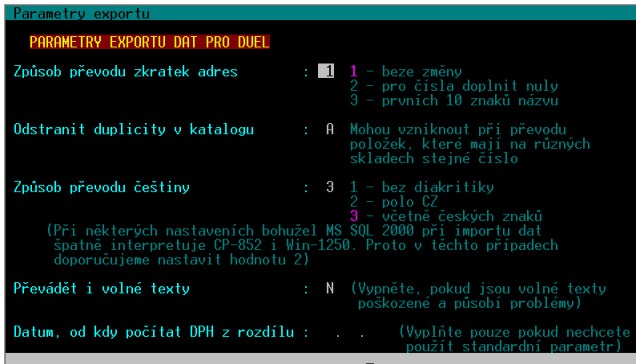 Parametry exportu
PARAMETRY EXPORTU DAT PRO DUEL
Způsob převodu zkratek adres : 1 1 - beze změny
2 - pro čísla doplnit nuly
3 - prvních 10 znaků názvu
Odstranit duplicity v katalogu : A Mohou vzniknout při převodu
položek, které mají na různých
skladech stejné číslo
Způsob převodu češtiny : 3 1 - bez diakritiky
2 - polo CZ
3 - včetně českých znaků
(Při některých nastaveních bohužel MS SQL 2000 při importu dat
špatně interpretuje CP-852 i Win-1250. Proto v těchto případech
doporučujeme nastavit hodnotu 2)
Převádět i volné texty : N (Vypněte, pokud jsou volné texty
poškozené a působí problémy)
Datum, od kdy počítat DPH z rozdílu : . . (Vyplňte pouze pokud nechcete
použít standardní parametr)